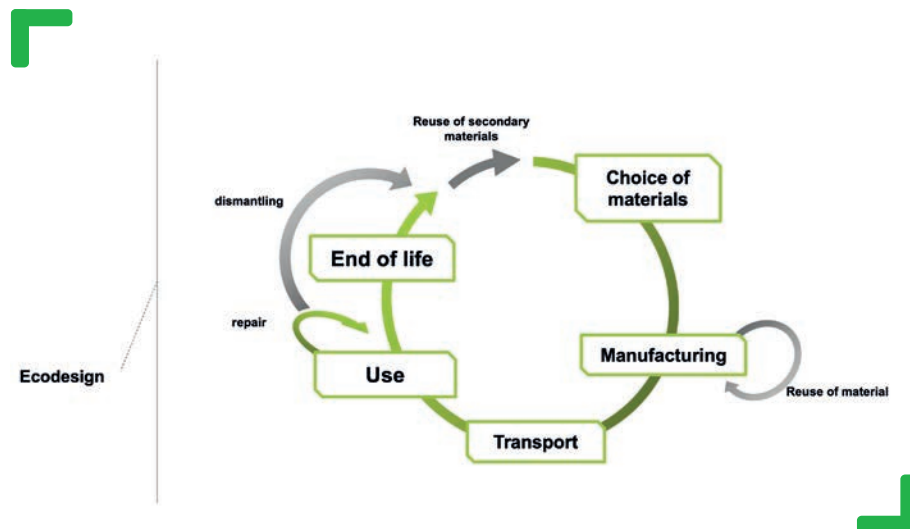 Reuse of secondary
materials
Choice of
materials
dismantling
End of life
repair
Manufacturing
Use
Ecodesign
Reuse of material
Transport